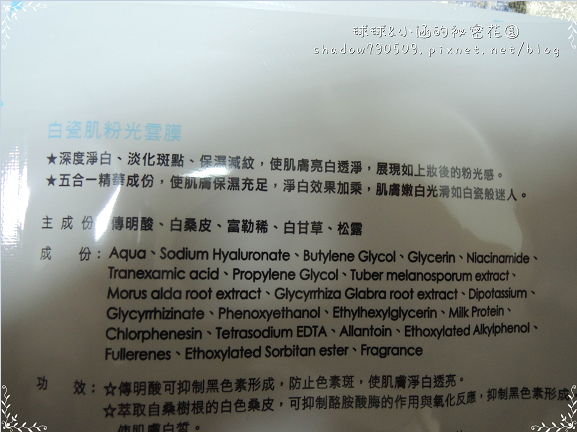 球球&小涵的秘密花園
shadow790509.pixnet.net/blog
白瓷肌粉光雲膜
★深度淨白、淡化斑點、保濕減紋，使肌膚亮白透淨，展現如上妝後的粉光感。
★五合一精華成份，使肌膚保濕充足，淨白效果加乘，肌膚嫩白光滑如白瓷般迷人。
主成份：傳明酸、白桑皮、富勒稀、白甘草、松露
成　份：Aqua、Sodium Hyaluronate、Butylene Glycol、Glycerin、Niacinamide、
Tranexamic acid、Propylene Glycol、Tuber melanosporum extract、
Morus alda root extract、Glycyrrhiza Glabra root extract、Dipotassium、
Glycyrrhizinate、Phenoxyethanol、Ethylhexylglycerin、Milk Protein、
Chlorphenesin、Tetrasodium EDTA、Allantoin、Ethoxylated Alkylphenol、
Fullerenes、Ethoxylated Sorbitan ester、Fragrance
功　效：☆傳明酸可抑制黑色素形成，防止色素斑，使肌膚淨白透亮。
☆萃取自桑樹根的白色桑皮，可抑制酪胺酸酶的作用與氧化反應，抑制黑色素形
使肌膚白皙。